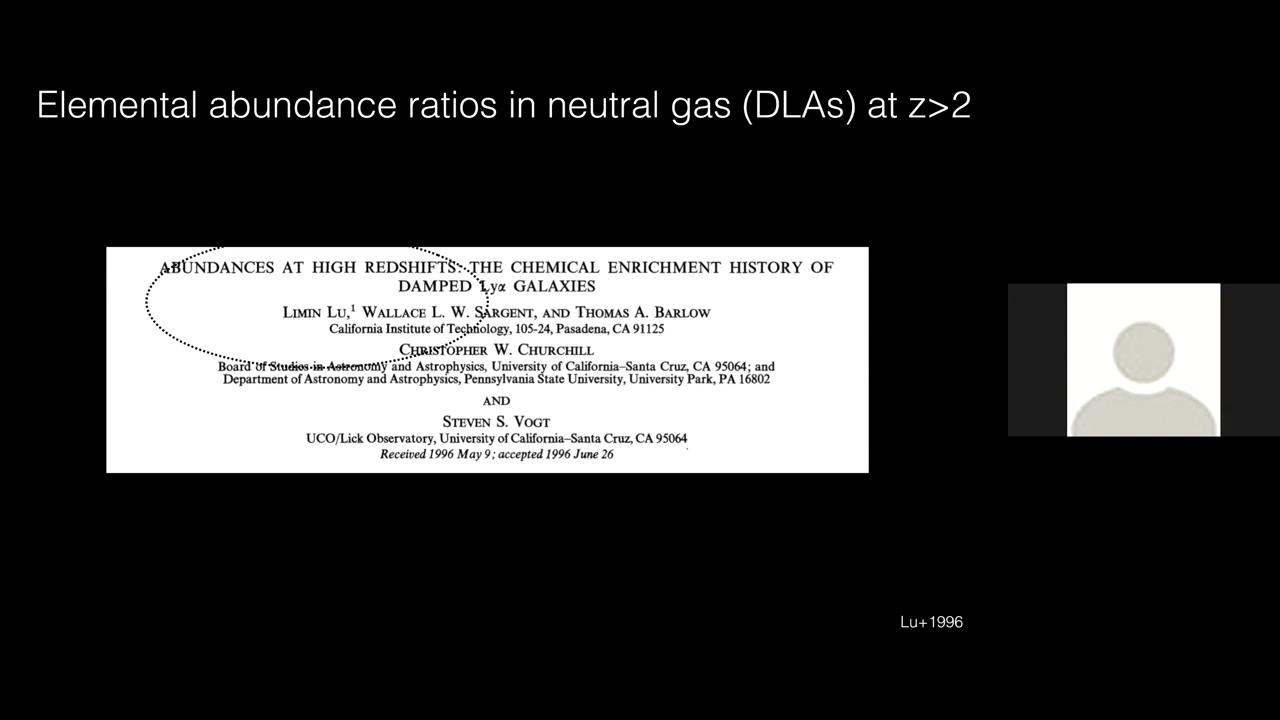 Elemental abundance ratios in neutral gas (DLAs) at z>2
ABUNDANCES AT HIGH REDSHIFTS: THE CHEMICAL ENRICHMENT HISTORY OF
DAMPED Lyα GALAXIES
LIMIN LU,¹ WALLACE L. W. SARGENT, AND THOMAS A. BARLOW
California Institute of Technology, 105-24, Pasadena, CA 91125
CHRISTOPHER W. CHURCHILL
Board of Studies in Astronomy and Astrophysics, University of California–Santa Cruz, CA 95064; and
Department of Astronomy and Astrophysics, Pennsylvania State University, University Park, PA 16802
AND
STEVEN S. VOGT
UCO/Lick Observatory, University of California–Santa Cruz, CA 95064
Received 1996 May 9; accepted 1996 June 26
Lu+1996